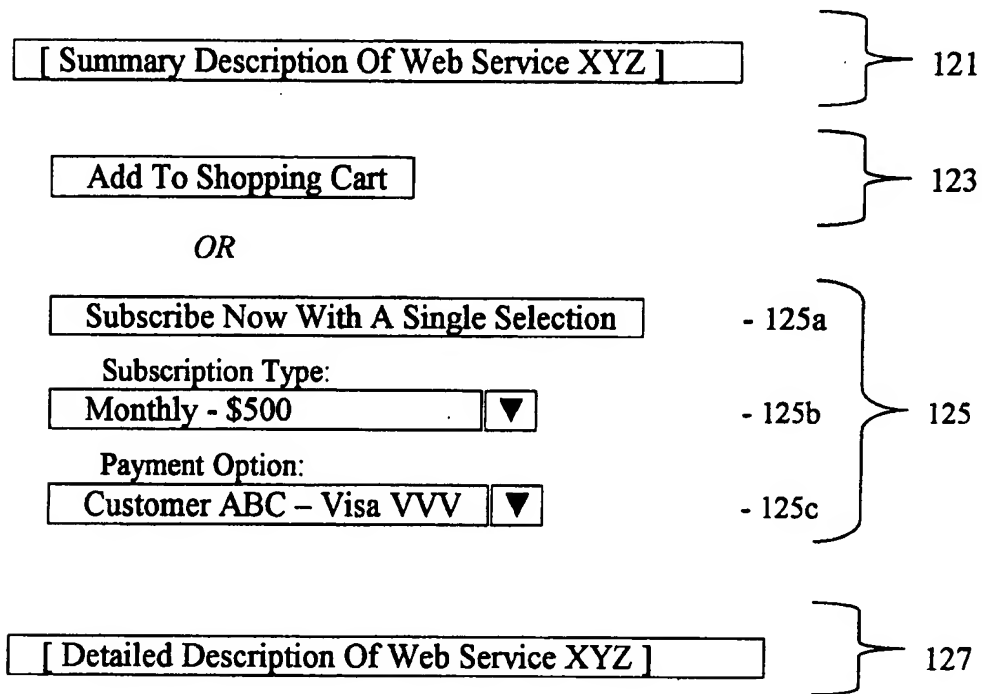 [ Summary Description Of Web Service XYZ ] 121
Add To Shopping Cart 123
OR
Subscribe Now With A Single Selection - 125a
Subscription Type:
Monthly - $500 ▼ - 125b 125
Payment Option:
Customer ABC – Visa VVV ▼ - 125c
[ Detailed Description Of Web Service XYZ ] 127